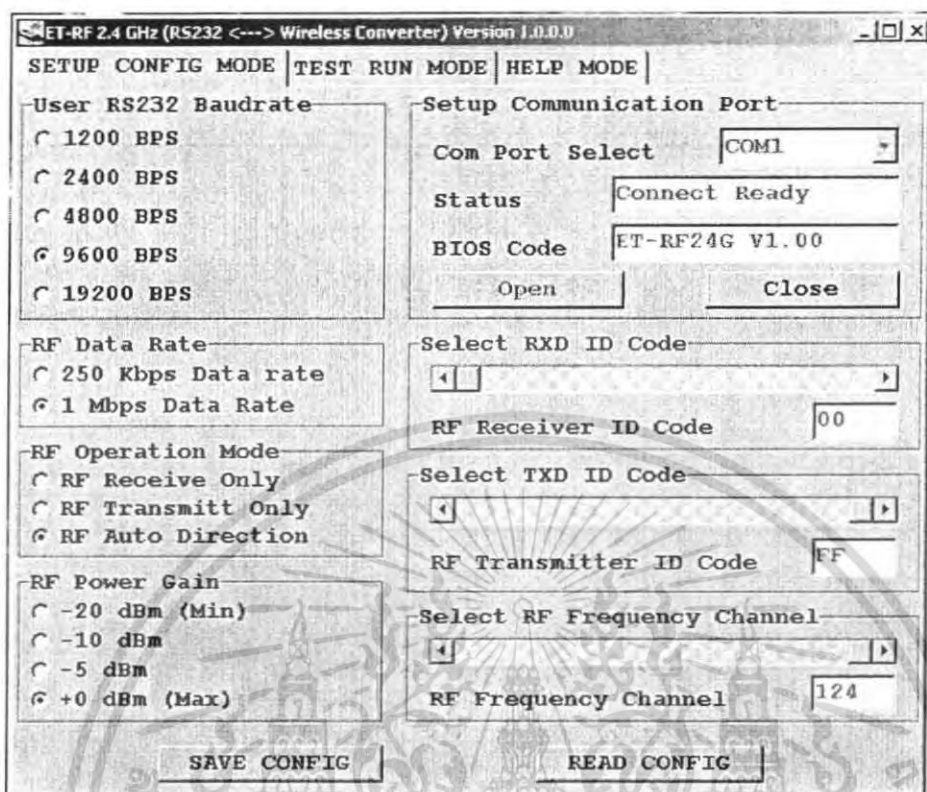 ET-RF 2.4 GHz (RS232 <---> Wireless Converter) Version 1.0.0.0
SETUP CONFIG MODE
TEST RUN MODE
HELP MODE
User RS232 Baudrate
1200 BPS
2400 BPS
4800 BPS
9600 BPS
19200 BPS
Setup Communication Port
Com Port Select
COM1
Status
Connect Ready
BIOS Code
ET-RF24G V1.00
Open
Close
RF Data Rate
250 Kbps Data rate
1 Mbps Data Rate
Select RXD ID Code
RF Receiver ID Code
00
RF Operation Mode
RF Receive Only
RF Transmitt Only
RF Auto Direction
Select TXD ID Code
RF Transmitter ID Code
FF
RF Power Gain
-20 dBm (Min)
-10 dBm
-5 dBm
+0 dBm (Max)
Select RF Frequency Channel
RF Frequency Channel
124
SAVE CONFIG
READ CONFIG